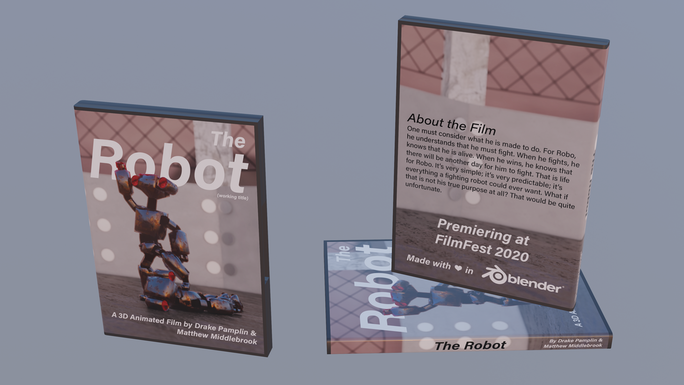 The
Robot
(working title)
A 3D Animated Film by Drake Pamplin &
Matthew Middlebrook
About the Film
One must consider what he is made to do. For Robo,
he understands that he must fight. When he fights, he
knows that he is alive. When he wins, he knows that
there will be another day for him to fight. That is life
for Robo. It's very simple; it's very predictable; it's
everything a fighting robot could ever want. What if
that is not his true purpose at all? That would be quite
unfortunate.
Premiering at
FilmFest 2020
Made with ❤ in blender
The
Robot
A 3D
The Robot
By Drake Pamplin &
Matthew Middlebrook